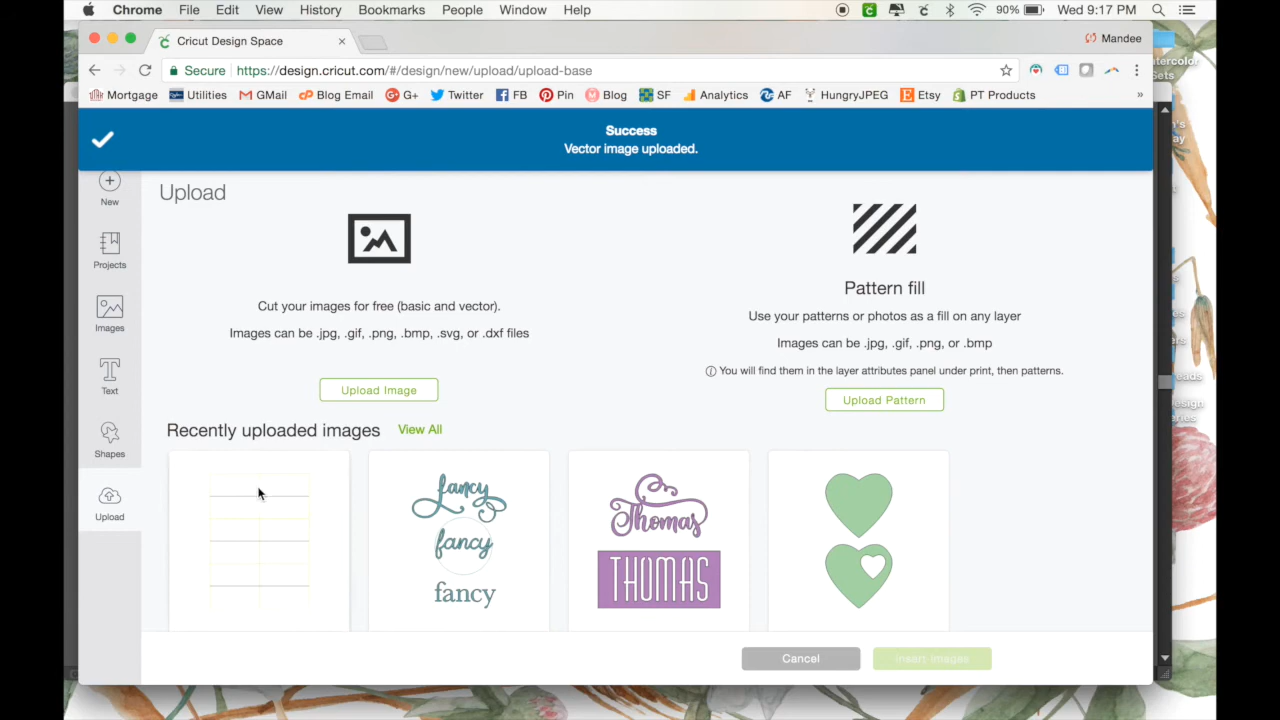 Chrome File Edit View History Bookmarks People Window Help 90% Wed 9:17 PM
Cricut Design Space Mandee
Secure https://design.cricut.com/#/design/new/upload/upload-base
Mortgage Utilities GMail Blog Email G+ Twitter FB Pin Blog SF Analytics AF HungryJPEG Etsy PT Products »
Success
Vector image uploaded.
New
Projects
Images
Text
Shapes
Upload
Upload
Cut your images for free (basic and vector).
Images can be .jpg, .gif, .png, .bmp, .svg, or .dxf files
Upload Image
Pattern fill
Use your patterns or photos as a fill on any layer
Images can be .jpg, .gif, .png, or .bmp
You will find them in the layer attributes panel under print, then patterns.
Upload Pattern
Recently uploaded images View All
fancy
fancy
fancy
Thomas
THOMAS
Cancel Insert Images